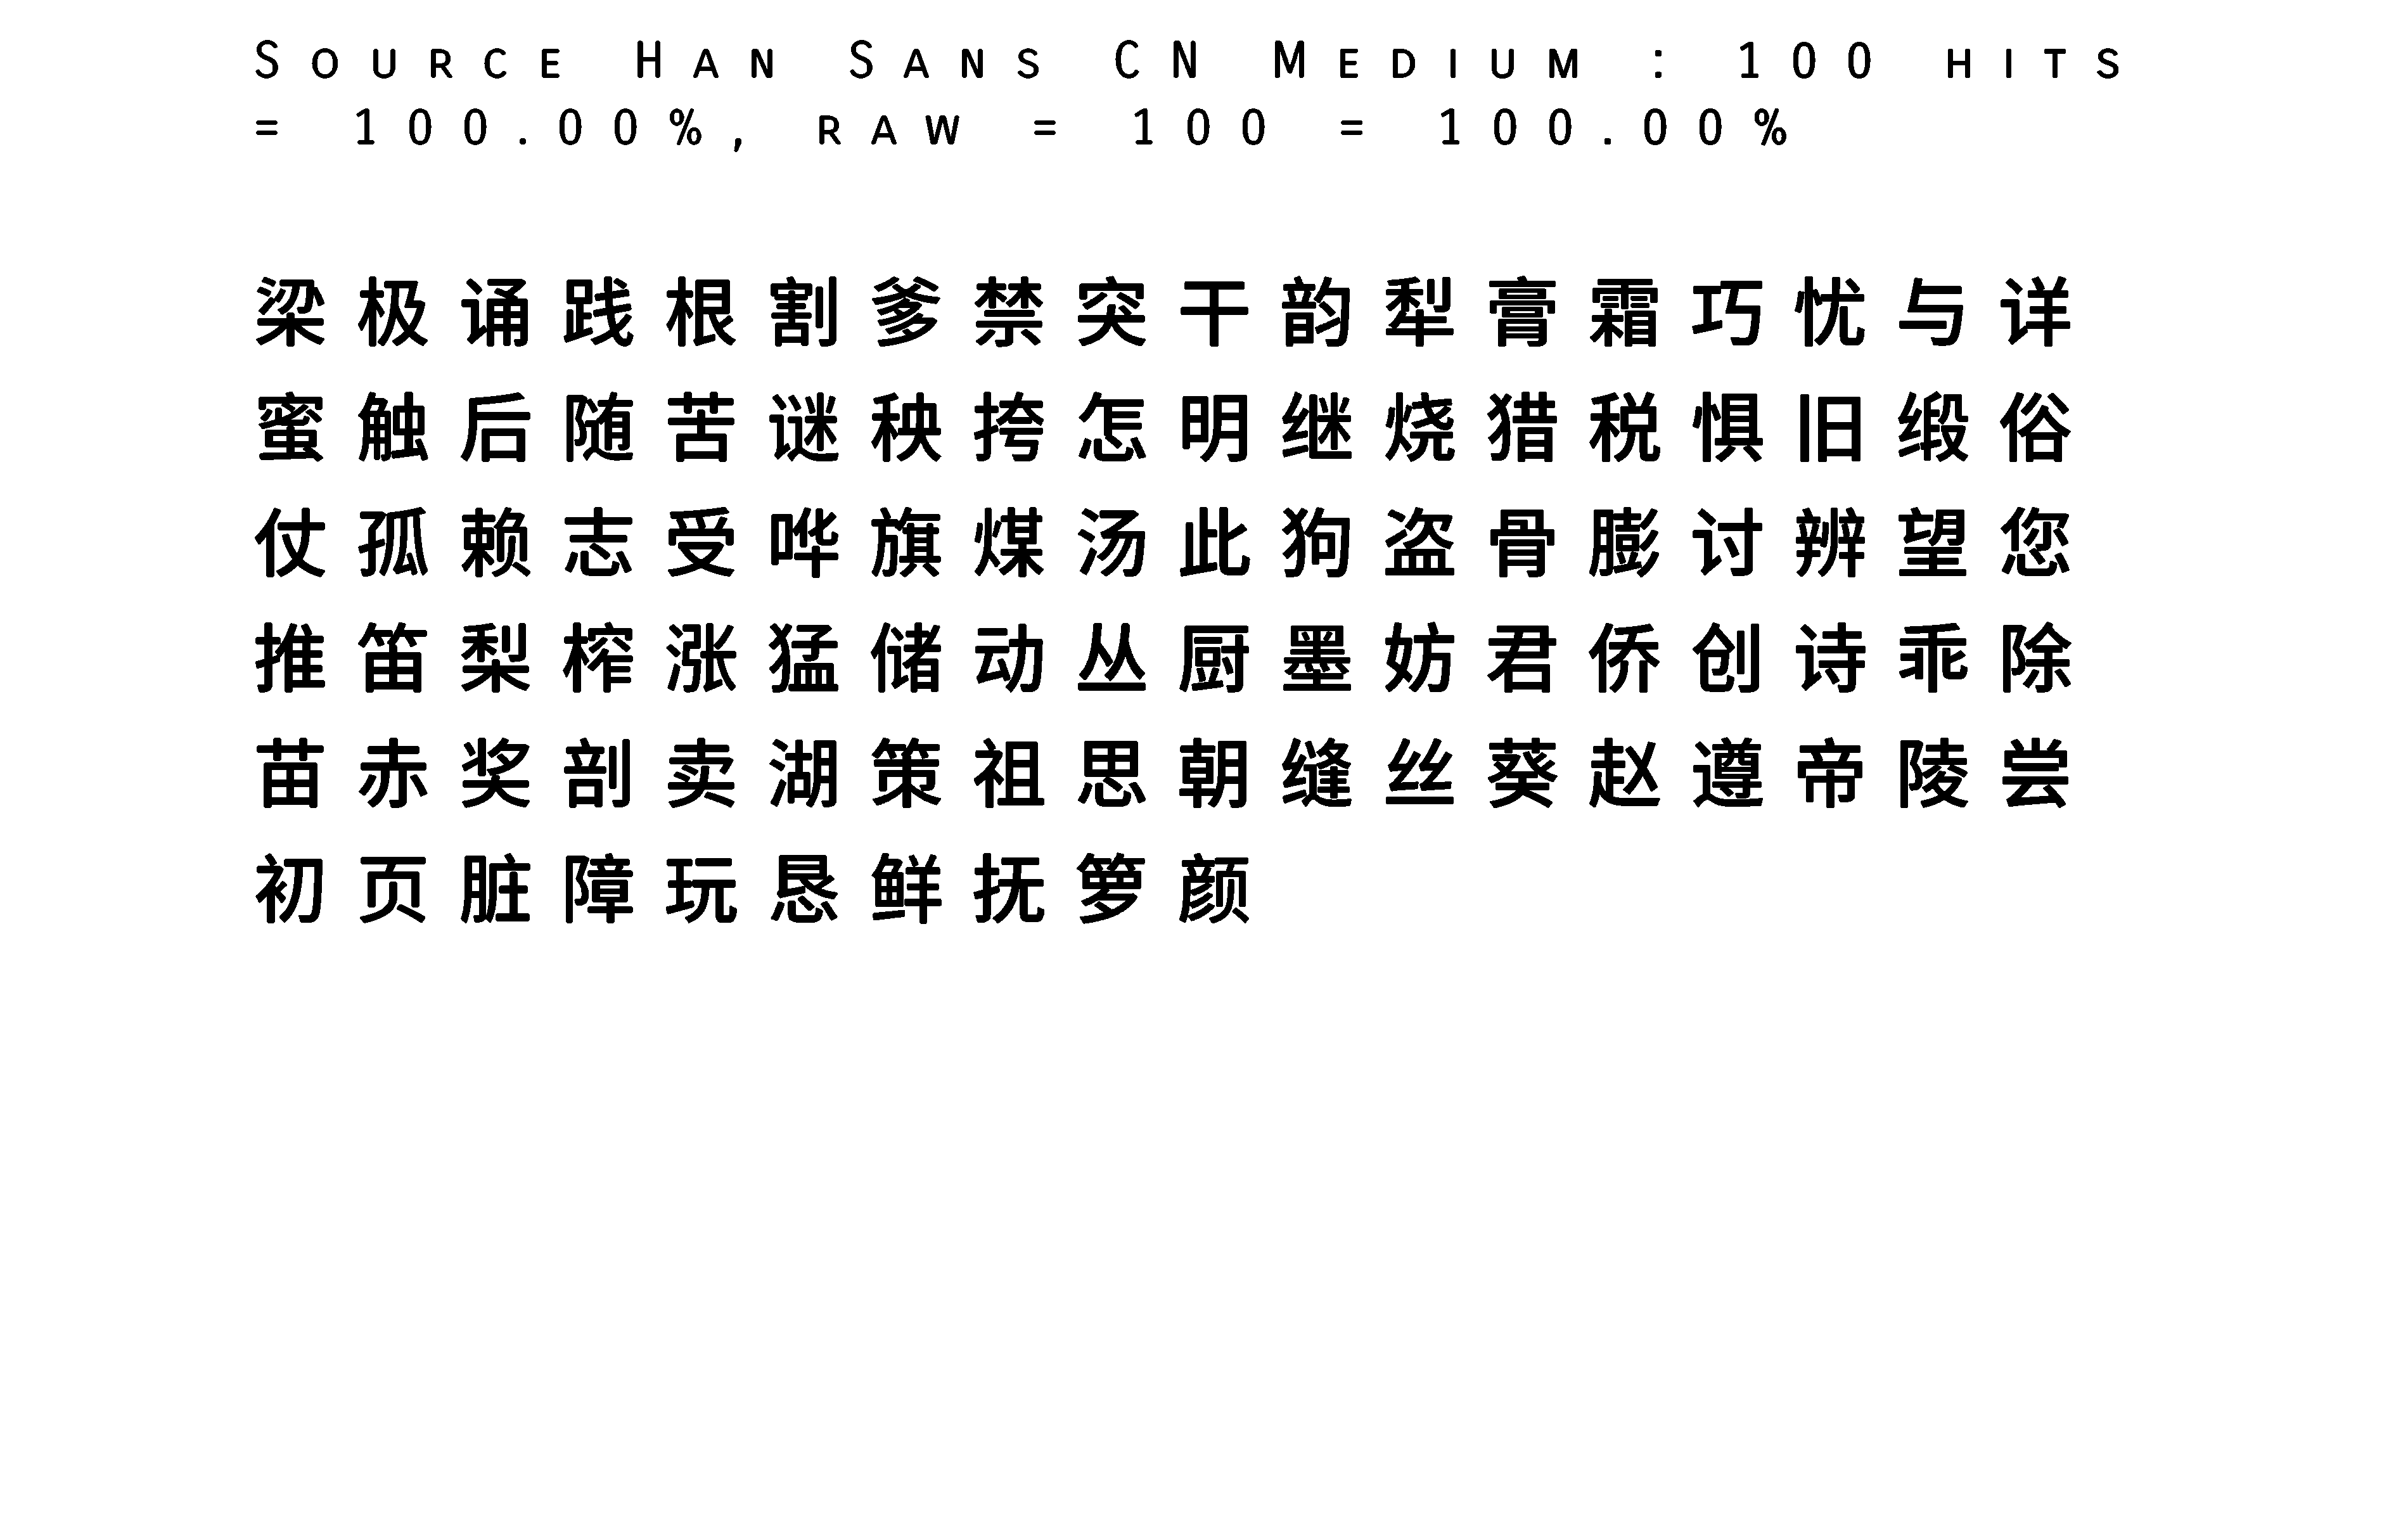 Source Han Sans CN Medium : 100 hits
= 100.00%, raw = 100 = 100.00%
梁极诵践根割爹禁突干韵犁膏霜巧忧与详
蜜触后随苦谜秧挎怎明继烧猎税惧旧缎俗
仗孤赖志受哗旗煤汤此狗盗骨膨讨辨望您
推笛梨榨涨猛储动丛厨墨妨君侨创诗乖除
苗赤奖剖卖湖策祖思朝缝丝葵赵遵帝陵尝
初页脏障玩恳鲜抚箩颜